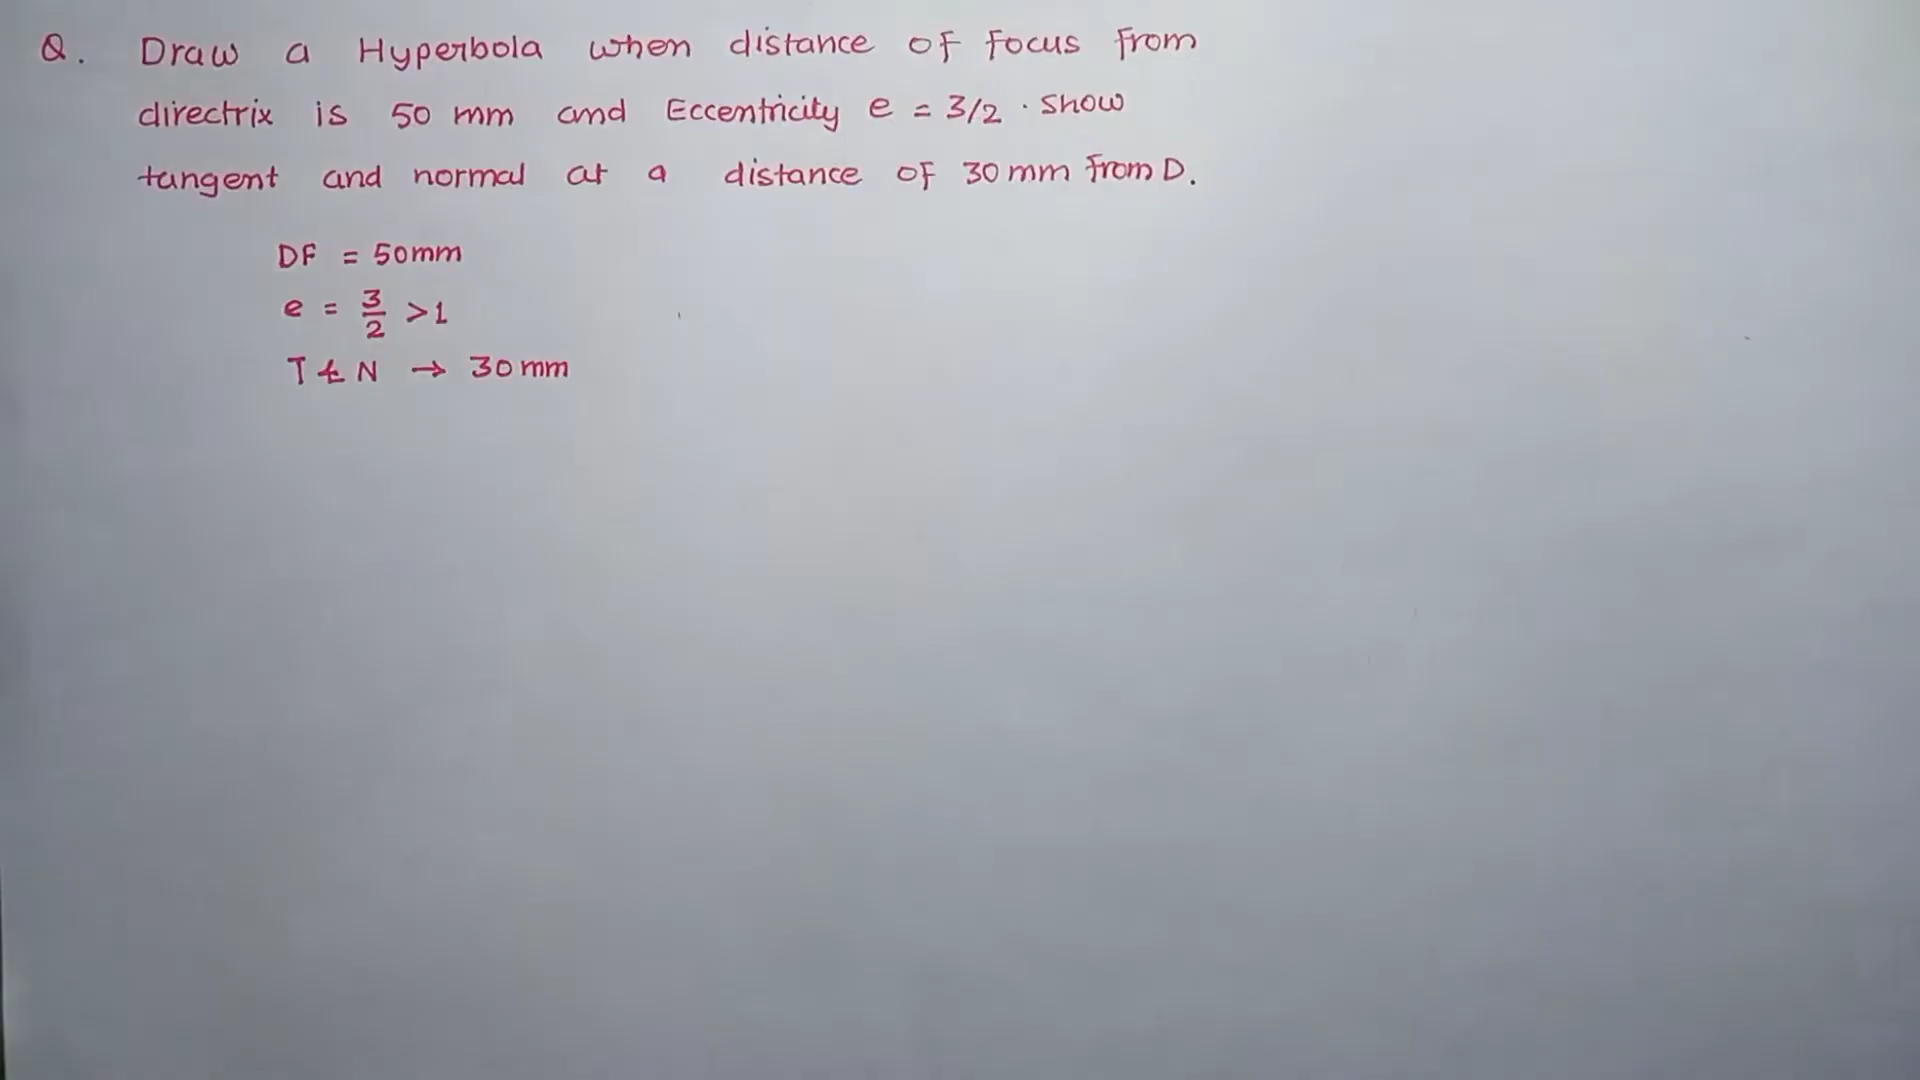 Q. Draw a Hyperbola when distance of focus from
directrix is 50 mm and Eccentricity e = 3/2 . show
tangent and normal at a distance of 30 mm from D.
DF = 50mm
e = 3/2 >1
T & N → 30 mm